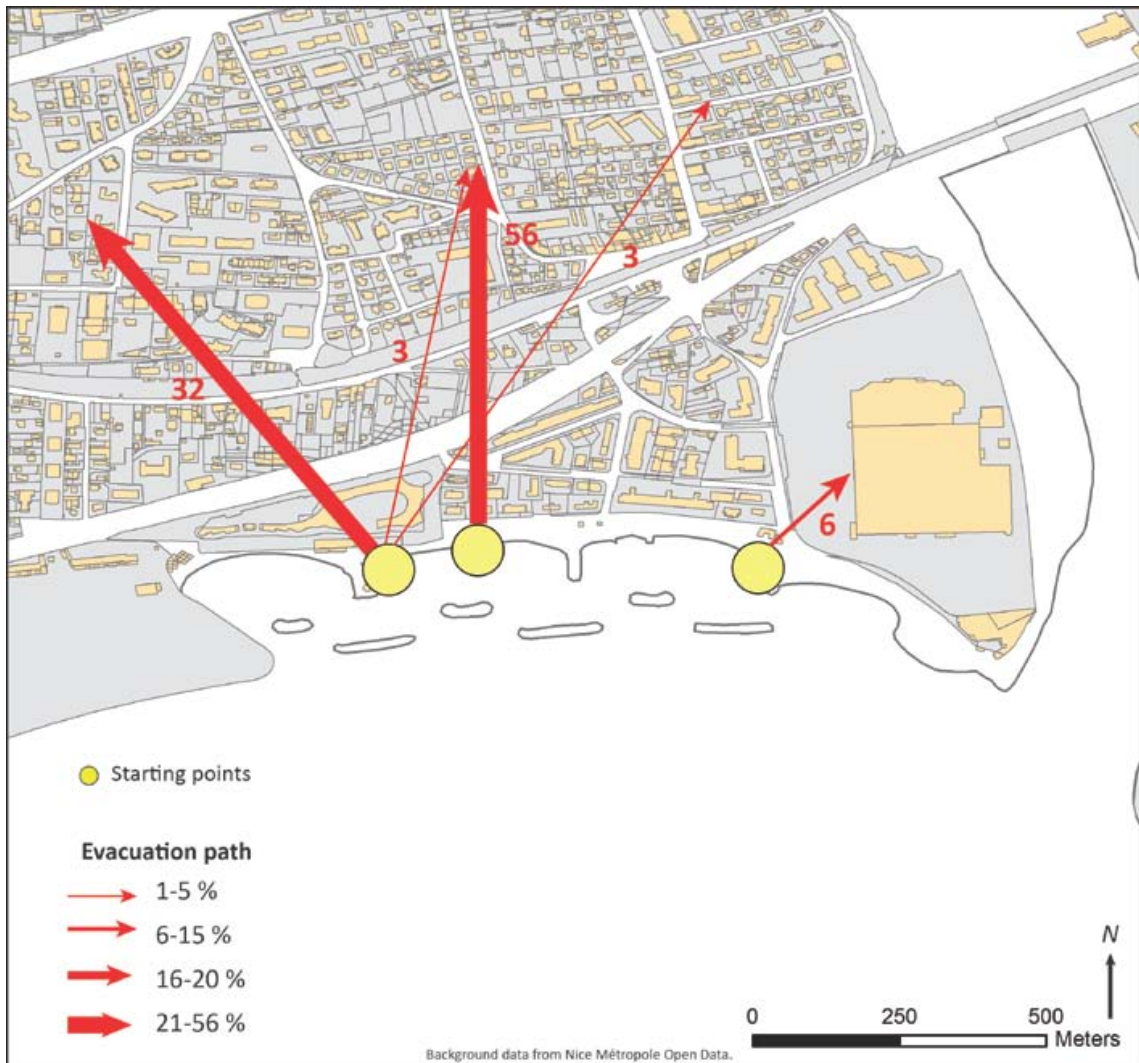 56
3
3
32
6
Starting points
Evacuation path
1-5 %
6-15 %
16-20 %
21-56 %
N
0 250 500
Meters
Background data from Nice Métropole Open Data.